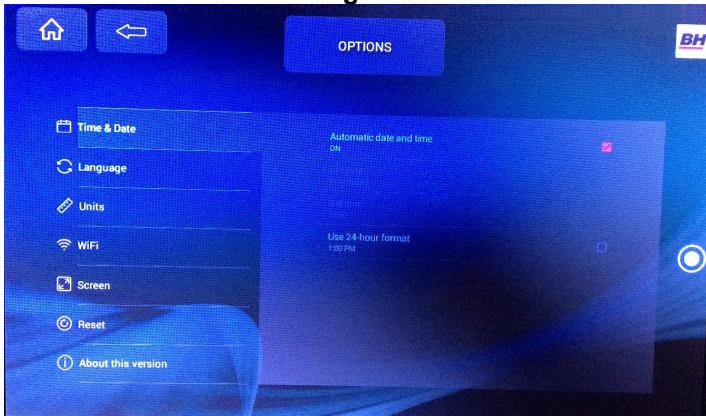 OPTIONS
BH
Time & Date
Automatic date and time
ON
Language
Units
Use 24-hour format
1:00 PM
WiFi
Screen
Reset
About this version